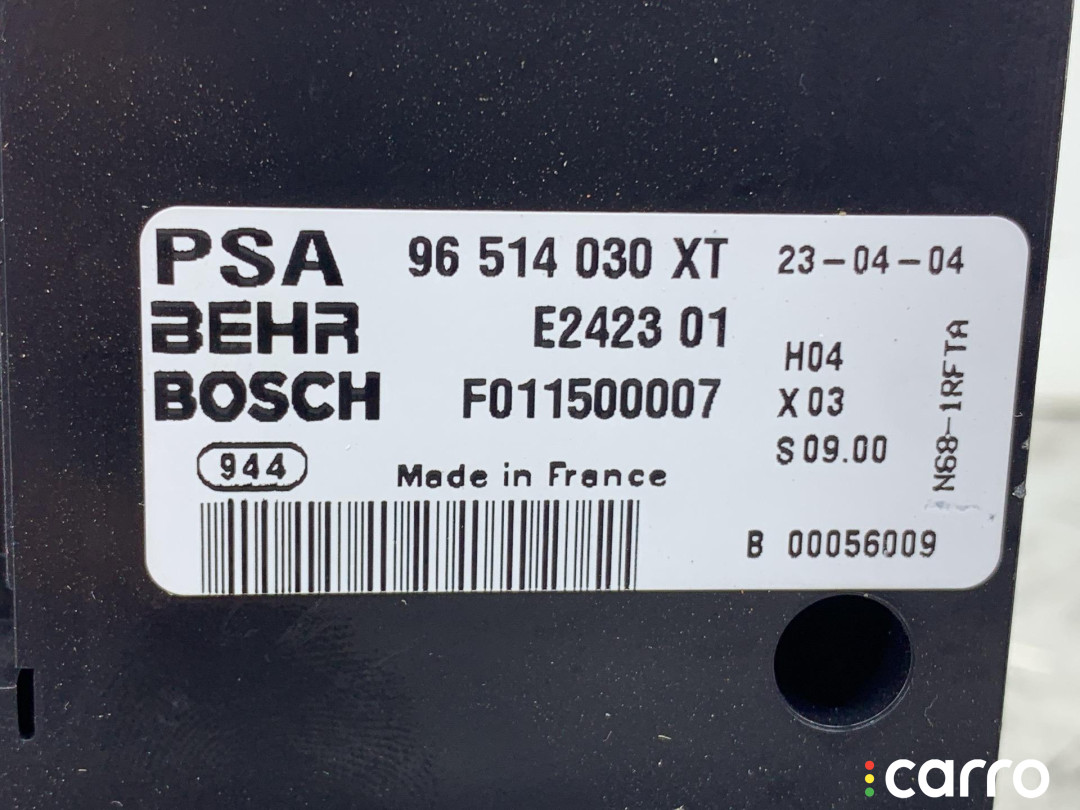 PSA 96 514 030 XT 23-04-04
BEHR E2423 01
H04
BOSCH F011500007 X03
S 09.00
944 Made in France
N68-1RFTA
B 00056009
carro